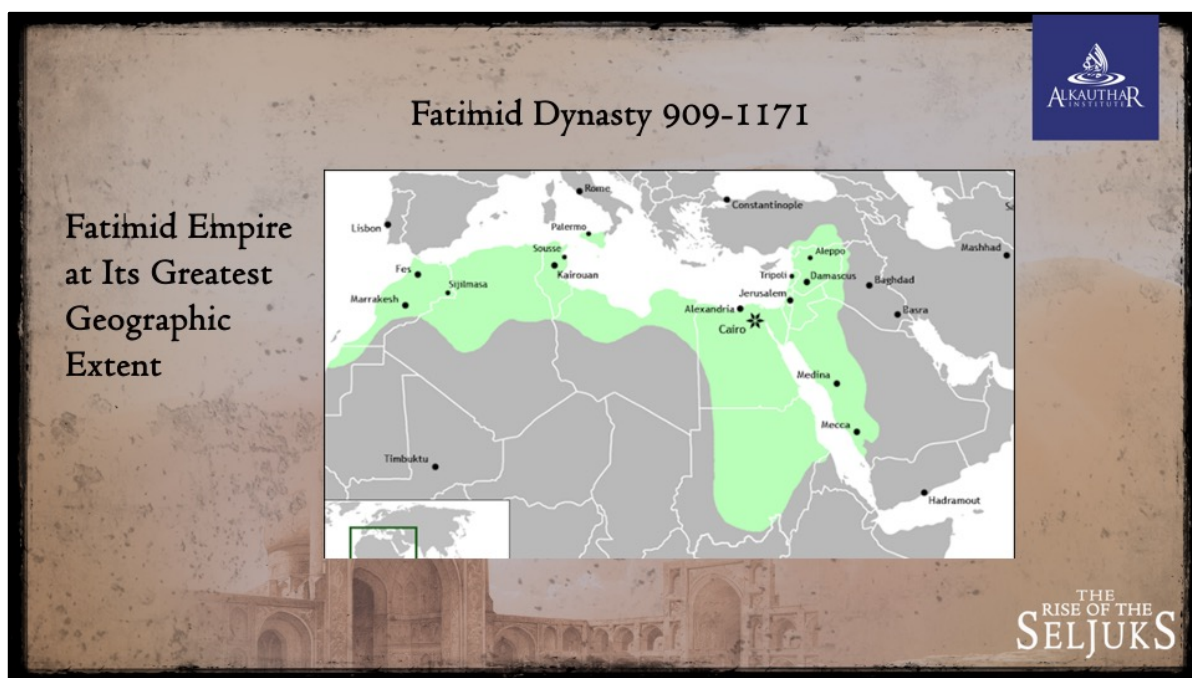 ALKAUTHAR
INSTITUTE
Fatimid Dynasty 909-1171
Fatimid Empire
at Its Greatest
Geographic
Extent
Rome
Constantinople
Lisbon
Palermo
Sousse
Kairouan
Fes
Sijilmasa
Marrakesh
Aleppo
Tripoli
Damascus
Mashhad
Baghdad
Jerusalem
Alexandria
Cairo
Basra
Medina
Mecca
Timbuktu
Hadramout
THE
RISE OF THE
SELJUKS